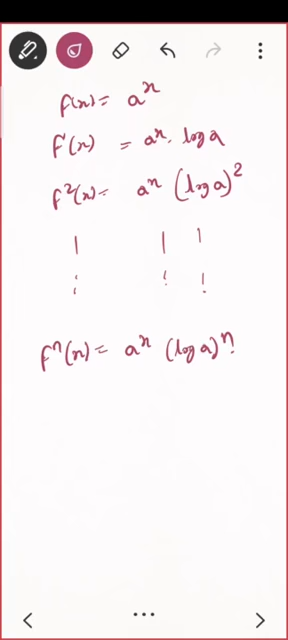 f(x) = a^x
f'(x) = a^x . log a
f^2(x) = a^x (log a)^2
f^n(x) = a^x (log a)^n.